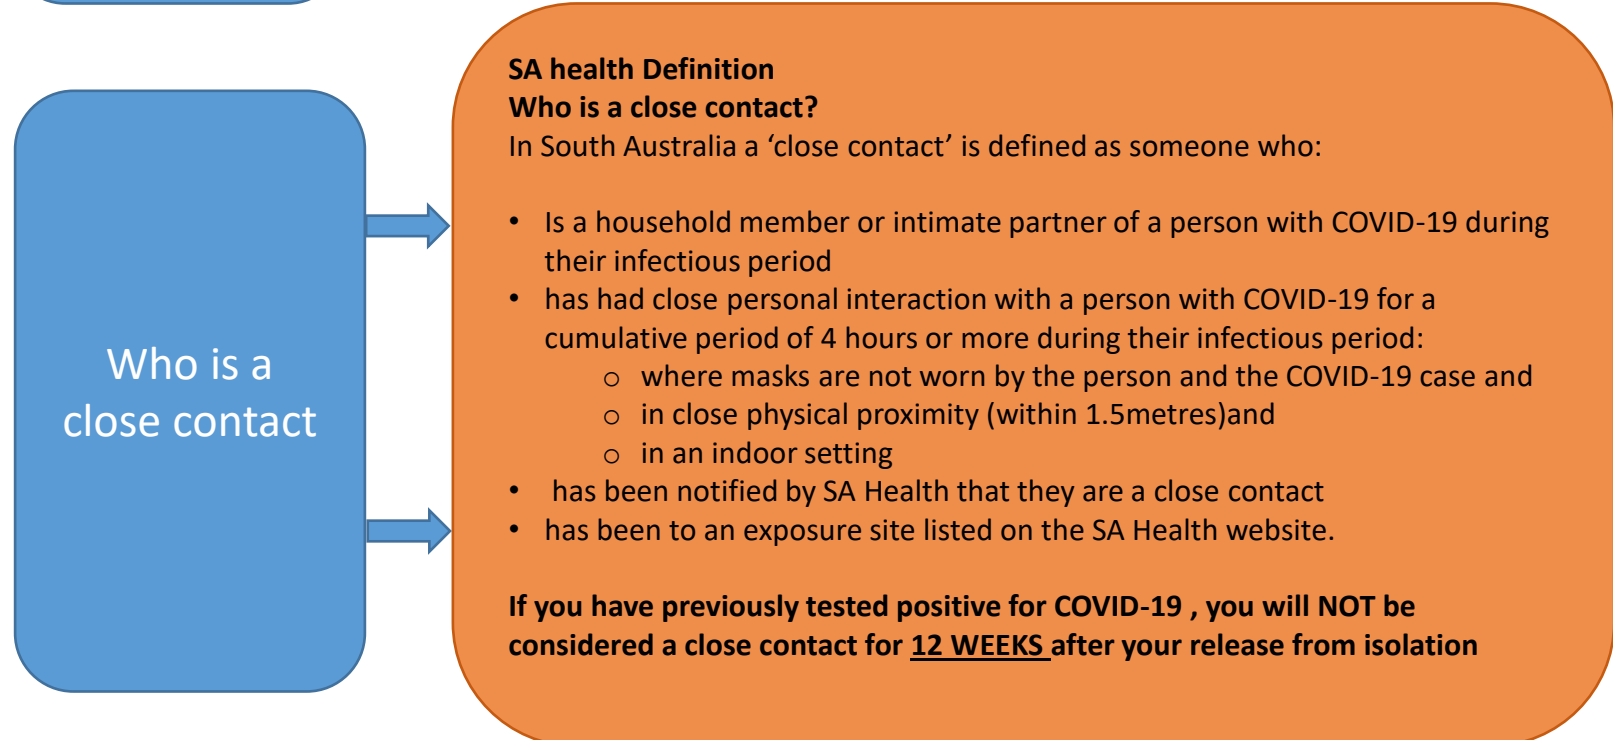 Who is a
close contact
SA health Definition
Who is a close contact?
In South Australia a ‘close contact’ is defined as someone who:
• Is a household member or intimate partner of a person with COVID-19 during
their infectious period
• has had close personal interaction with a person with COVID-19 for a
cumulative period of 4 hours or more during their infectious period:
o where masks are not worn by the person and the COVID-19 case and
o in close physical proximity (within 1.5metres)and
o in an indoor setting
• has been notified by SA Health that they are a close contact
• has been to an exposure site listed on the SA Health website.
If you have previously tested positive for COVID-19 , you will NOT be
considered a close contact for 12 WEEKS after your release from isolation